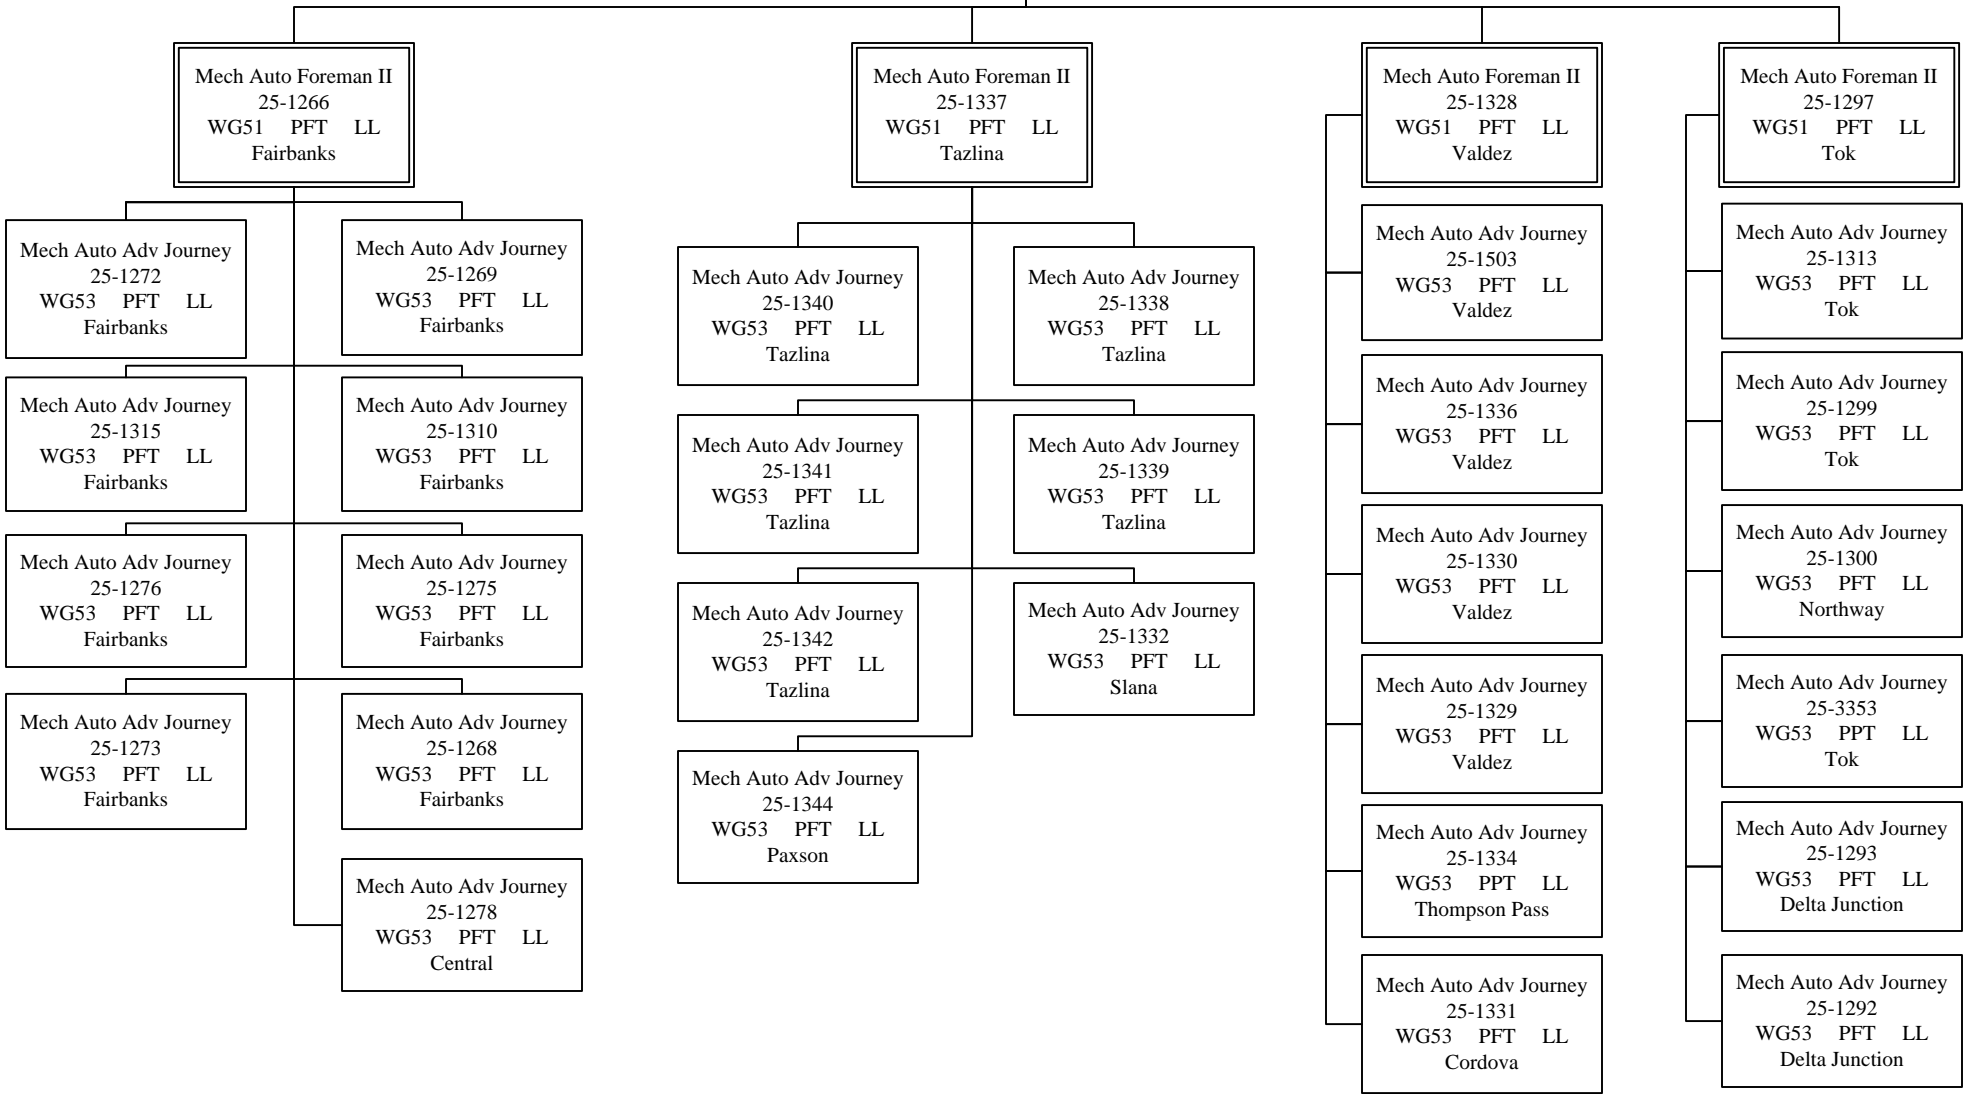 Mech Auto Foreman II
25-1266
WG51 PFT LL
Fairbanks
Mech Auto Adv Journey
25-1272
WG53 PFT LL
Fairbanks
Mech Auto Adv Journey
25-1269
WG53 PFT LL
Fairbanks
Mech Auto Adv Journey
25-1315
WG53 PFT LL
Fairbanks
Mech Auto Adv Journey
25-1310
WG53 PFT LL
Fairbanks
Mech Auto Adv Journey
25-1276
WG53 PFT LL
Fairbanks
Mech Auto Adv Journey
25-1275
WG53 PFT LL
Fairbanks
Mech Auto Adv Journey
25-1273
WG53 PFT LL
Fairbanks
Mech Auto Adv Journey
25-1268
WG53 PFT LL
Fairbanks
Mech Auto Adv Journey
25-1278
WG53 PFT LL
Central
Mech Auto Foreman II
25-1337
WG51 PFT LL
Tazlina
Mech Auto Adv Journey
25-1340
WG53 PFT LL
Tazlina
Mech Auto Adv Journey
25-1338
WG53 PFT LL
Tazlina
Mech Auto Adv Journey
25-1341
WG53 PFT LL
Tazlina
Mech Auto Adv Journey
25-1339
WG53 PFT LL
Tazlina
Mech Auto Adv Journey
25-1342
WG53 PFT LL
Tazlina
Mech Auto Adv Journey
25-1332
WG53 PFT LL
Slana
Mech Auto Adv Journey
25-1344
WG53 PFT LL
Paxson
Mech Auto Foreman II
25-1328
WG51 PFT LL
Valdez
Mech Auto Adv Journey
25-1503
WG53 PFT LL
Valdez
Mech Auto Adv Journey
25-1336
WG53 PFT LL
Valdez
Mech Auto Adv Journey
25-1330
WG53 PFT LL
Valdez
Mech Auto Adv Journey
25-1329
WG53 PFT LL
Valdez
Mech Auto Adv Journey
25-1334
WG53 PPT LL
Thompson Pass
Mech Auto Adv Journey
25-1331
WG53 PFT LL
Cordova
Mech Auto Foreman II
25-1297
WG51 PFT LL
Tok
Mech Auto Adv Journey
25-1313
WG53 PFT LL
Tok
Mech Auto Adv Journey
25-1299
WG53 PFT LL
Tok
Mech Auto Adv Journey
25-1300
WG53 PFT LL
Northway
Mech Auto Adv Journey
25-3353
WG53 PPT LL
Tok
Mech Auto Adv Journey
25-1293
WG53 PFT LL
Delta Junction
Mech Auto Adv Journey
25-1292
WG53 PFT LL
Delta Junction